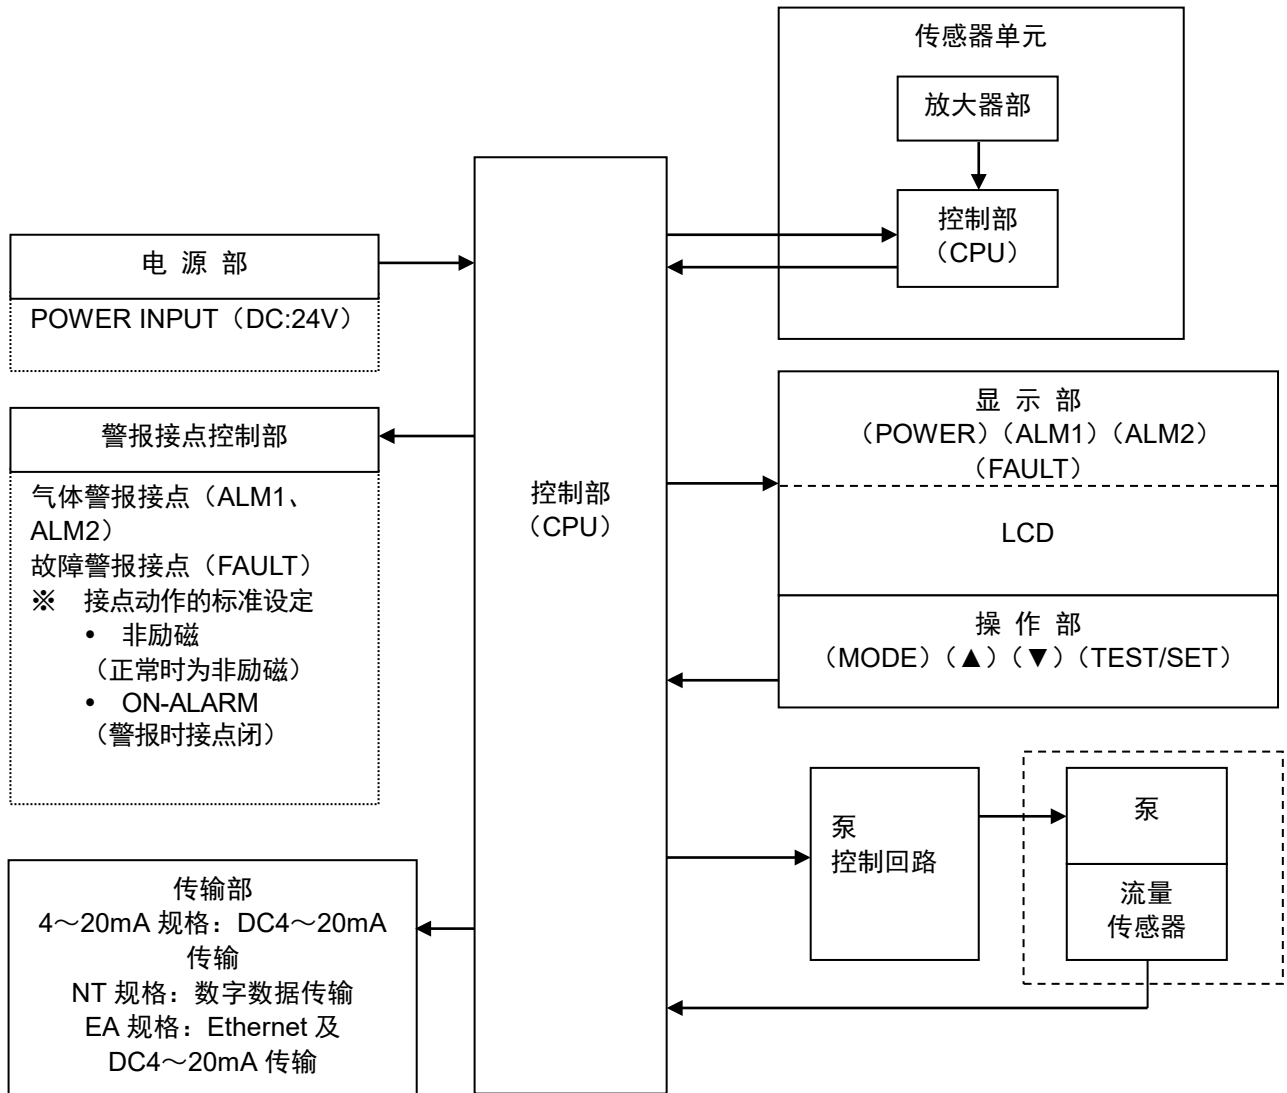 传感器单元
放大器部
控制部
（CPU）
电 源 部
POWER INPUT（DC:24V）
警报接点控制部
气体警报接点（ALM1、
ALM2）
故障警报接点（FAULT）
※ 接点动作的标准设定
• 非励磁
（正常时为非励磁）
• ON-ALARM
（警报时接点闭）
传输部
4～20mA 规格：DC4～20mA
传输
NT 规格：数字数据传输
EA 规格：Ethernet 及
DC4～20mA 传输
控制部
（CPU）
显 示 部
（POWER）（ALM1）（ALM2）
（FAULT）
LCD
操 作 部
（MODE）（▲）（▼）（TEST/SET）
泵
控制回路
泵
流量
传感器